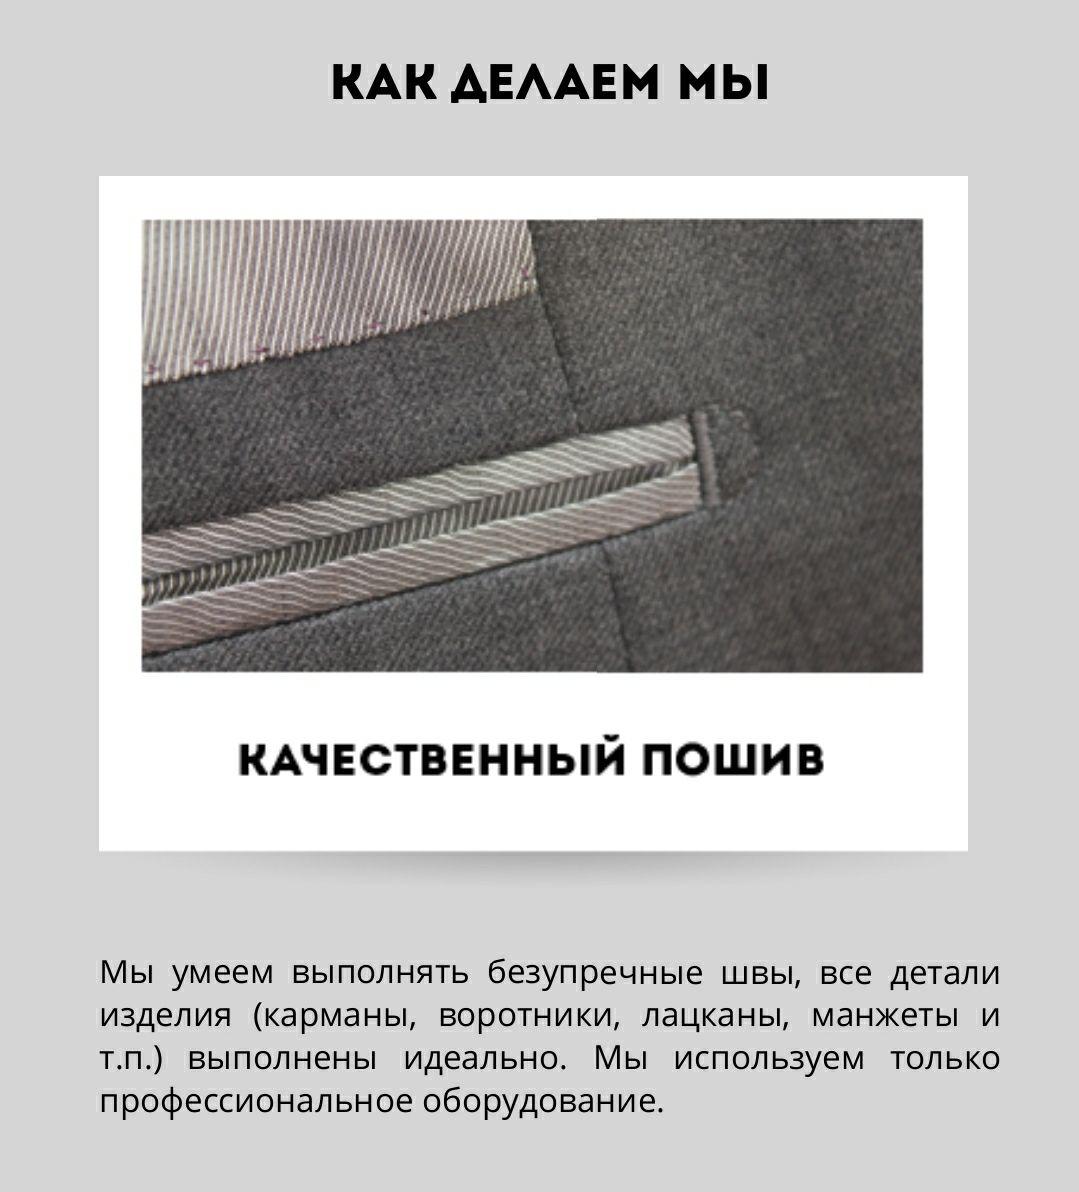 КАК ДЕЛАЕМ МЫ
КАЧЕСТВЕННЫЙ ПОШИВ
Мы умеем выполнять безупречные швы, все детали
изделия (карманы, воротники, лацканы, манжеты и
т.п.) выполнены идеально. Мы используем только
профессиональное оборудование.